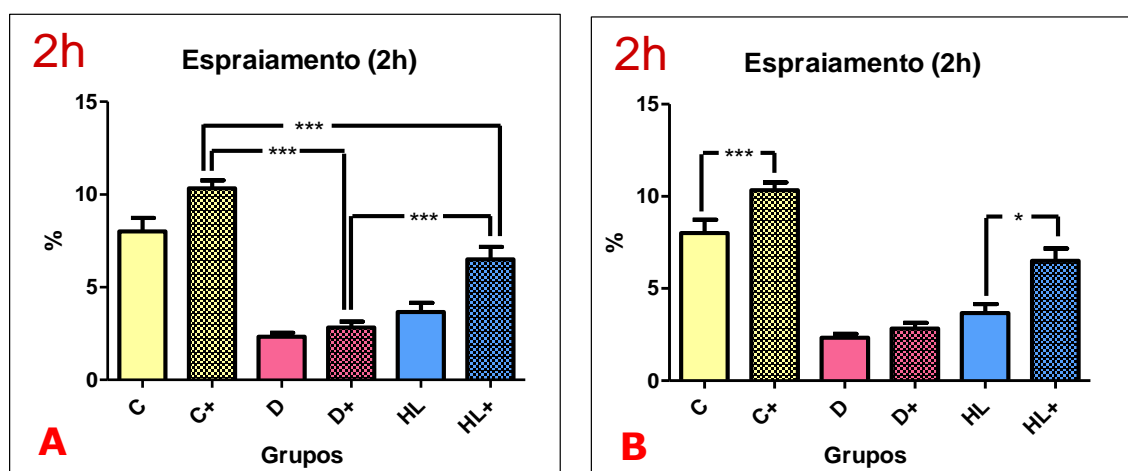 2h
Espraiamento (2h)
15
10
5
0
%
***
***
***
C
C+
D
D+
HL
HL+
Grupos
A
2h
Espraiamento (2h)
15
10
5
0
%
***
*
C
C+
D
D+
HL
HL+
Grupos
B